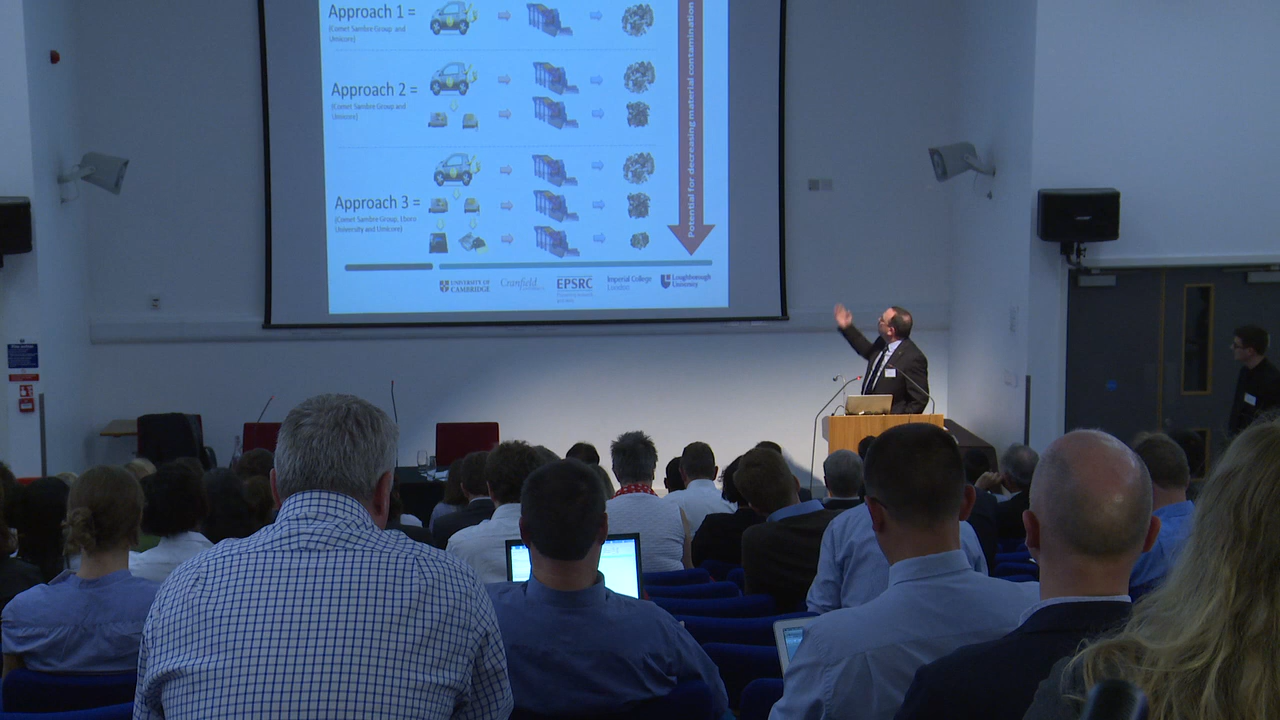 Approach 1 =
(Comet Sambre Group and
Umicore)
Approach 2 =
(Comet Sambre Group and
Umicore)
Approach 3 =
(Comet Sambre Group, Lboro
University and Umicore)
Potential for decreasing material contamination
UNIVERSITY OF
CAMBRIDGE
Cranfield
EPSRC
Imperial College
London
Loughborough
University